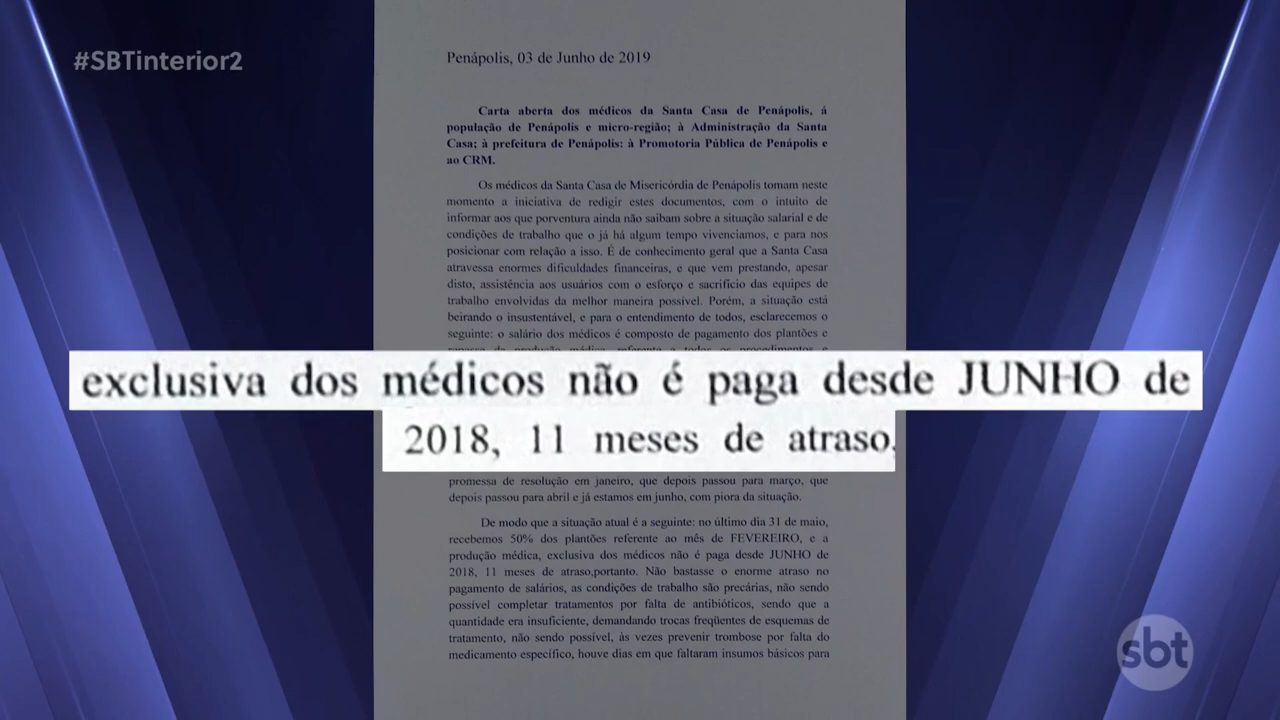 #SBTinterior2
Penápolis, 03 de Junho de 2019
Carta aberta dos médicos da Santa Casa de Penápolis, á
população de Penápolis e micro-região; à Administração da Santa
Casa; à prefeitura de Penápolis: à Promotoria Pública de Penápolis e
ao CRM.
Os médicos da Santa Casa de Misericórdia de Penápolis tomam neste
momento a iniciativa de redigir estes documentos, com o intuito de
informar aos que porventura ainda não saibam sobre a situação salarial e de
condições de trabalho que o já há algum tempo vivenciamos, e para nos
posicionar com relação a isso. É de conhecimento geral que a Santa Casa
atravessa enormes dificuldades financeiras, e que vem prestando, apesar
disto, assistência aos usuários com o esforço e sacrifício das equipes de
trabalho envolvidas da melhor maneira possível. Porém, a situação está
beirando o insustentável, e para o entendimento de todos, esclarecemos o
seguinte: o salário dos médicos é composto de pagamento dos plantões e
exclusiva dos médicos não é paga desde JUNHO de
2018, 11 meses de atraso,
promessa de resolução em janeiro, que depois passou para março, que
depois passou para abril e já estamos em junho, com piora da situação.
De modo que a situação atual é a seguinte: no último dia 31 de maio,
recebemos 50% dos plantões referente ao mês de FEVEREIRO, e a
produção médica, exclusiva dos médicos não é paga desde JUNHO de
2018, 11 meses de atraso,portanto. Não bastasse o enorme atraso no
pagamento de salários, as condições de trabalho são precárias, não sendo
possível completar tratamentos por falta de antibióticos, sendo que a
quantidade era insuficiente, demandando trocas freqüentes de esquemas de
tratamento, não sendo possível, às vezes prevenir trombose por falta do
medicamento específico, houve dias em que faltaram insumos básicos para
sbt